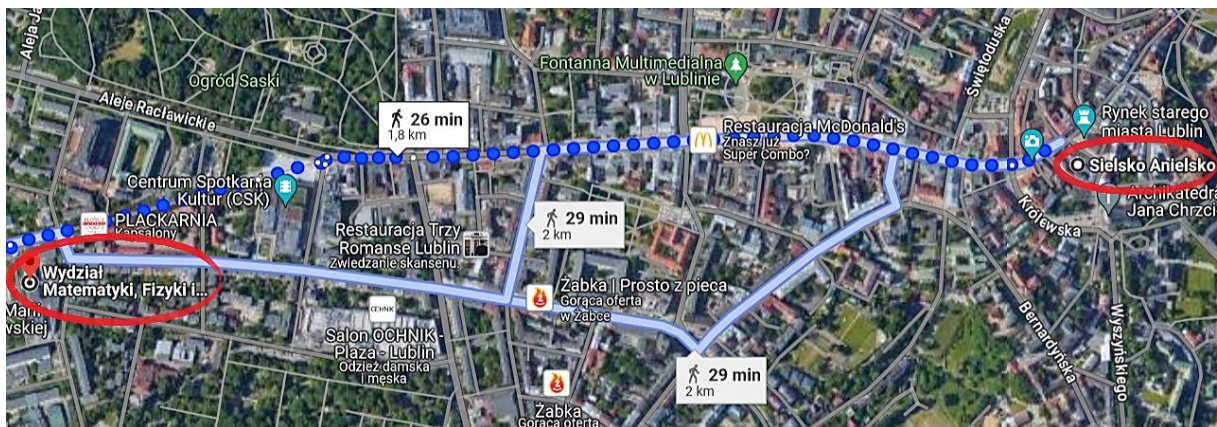 Aleja Ja
Ogród Saski
Aleje Racławickie
26 min
1,8 km
Fontanna Multimedialna
w Lublinie
Świętoduska
Restauracja McDonald's
Znasz już
Super Combo?
Rynek starego
miasta Lublin
Sielsko Anielsko
Archikatedra
Jana Chrzci
Królewska
Centrum Spotkania
Kultur (CSK)
PLACKARNIA
Kapsalony
29 min
2 km
Restauracja Trzy
Romanse Lublin
Zwiedzanie skansenu.
Wydział
Matematyki, Fizyki i...
Marii
wskiej
Żabka | Prosto z pieca
Gorąca oferta
w Żabce
OCHNIK
Salon OCHNIK -
Plaza - Lublin
Odzież damska
i męska
29 min
2 km
Żabka
Gorąca oferta
Bernardyńska
Wyszyńskiego